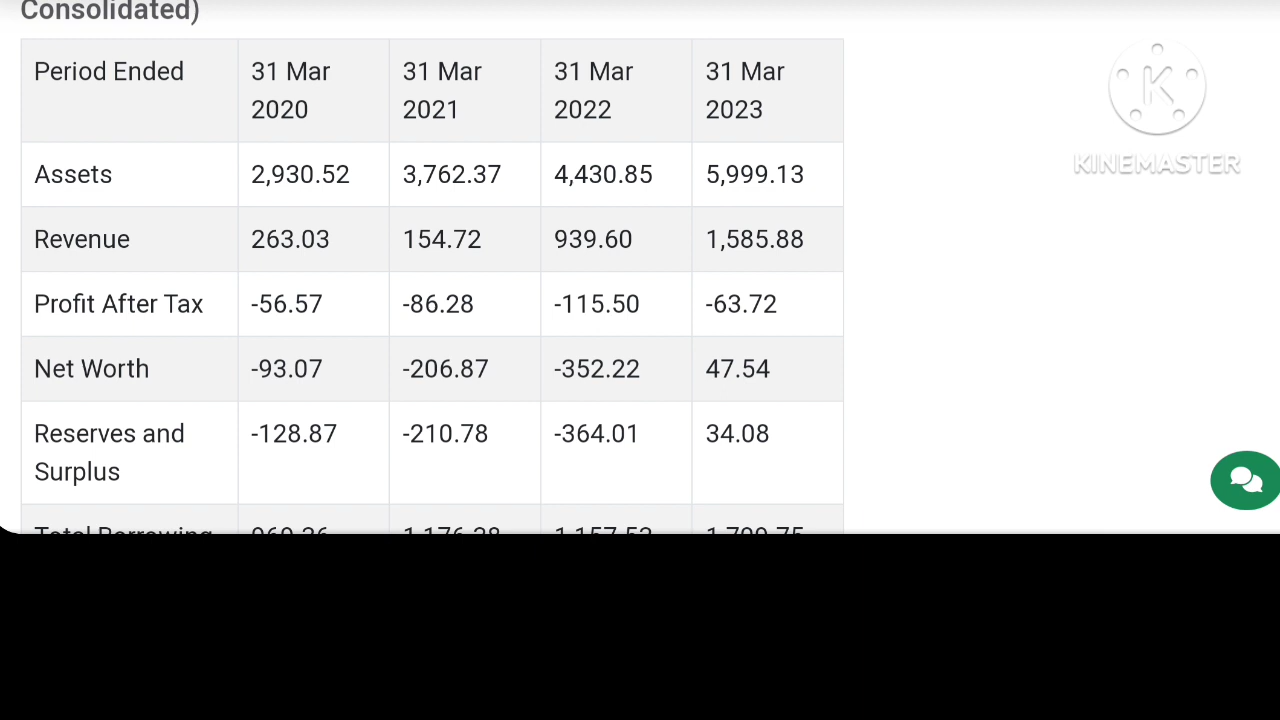 Consolidated)
Period Ended 31 Mar 2020 31 Mar 2021 31 Mar 2022 31 Mar 2023
Assets 2,930.52 3,762.37 4,430.85 5,999.13
Revenue 263.03 154.72 939.60 1,585.88
Profit After Tax -56.57 -86.28 -115.50 -63.72
Net Worth -93.07 -206.87 -352.22 47.54
Reserves and Surplus -128.87 -210.78 -364.01 34.08
Total Borrowing
K
KINEMASTER